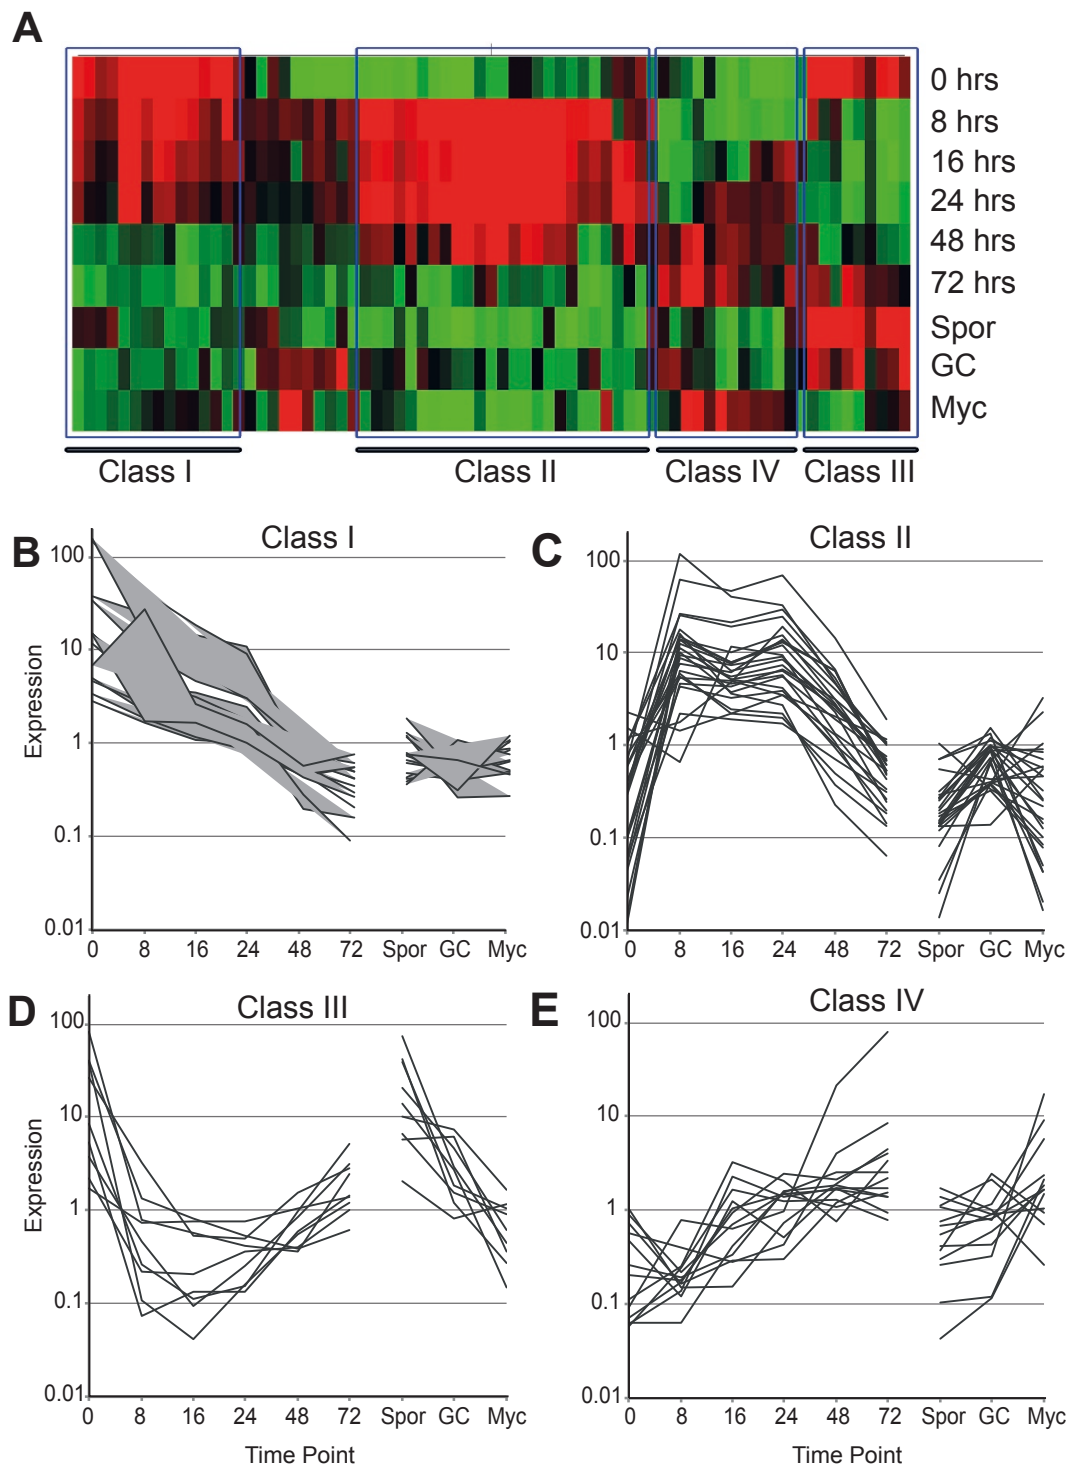 A
0 hrs
8 hrs
16 hrs
24 hrs
48 hrs
72 hrs
Spor
GC
Myc
Class I
Class II
Class IV
Class III
B
Class I
Expression
100
10
1
0.1
0.01
0 8 16 24 48 72 Spor GC Myc
C
Class II
100
10
1
0.1
0.01
0 8 16 24 48 72 Spor GC Myc
D
Class III
Expression
100
10
1
0.1
0.01
0 8 16 24 48 72 Spor GC Myc
Time Point
E
Class IV
100
10
1
0.1
0.01
0 8 16 24 48 72 Spor GC Myc
Time Point